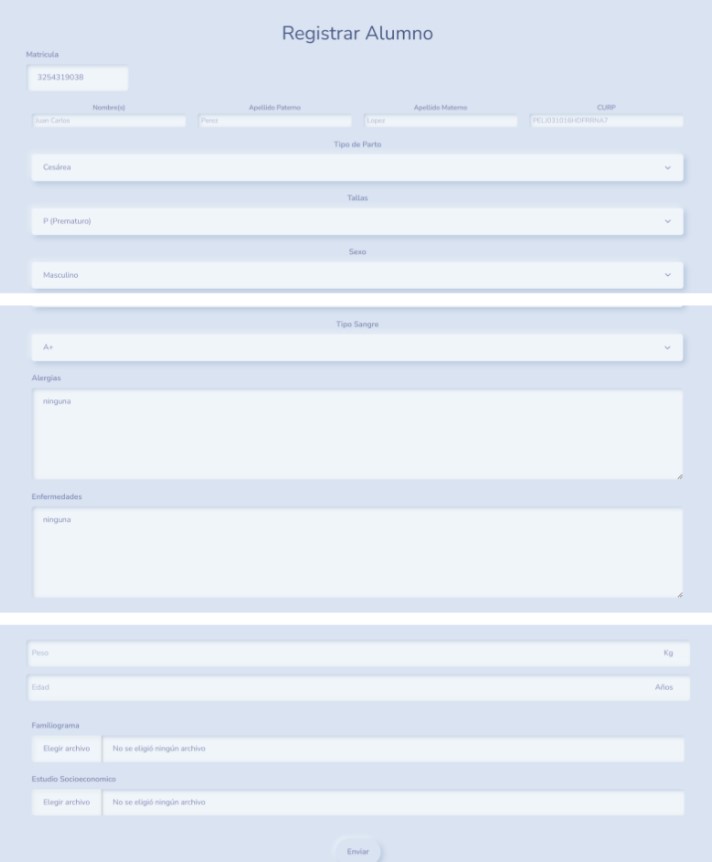 Registrar Alumno
Matricula
3254319038
Nombre(s) Apellido Paterno Apellido Materno CURP
Juan Carlos Perez Lopez
Tipo de Parto
Cesárea
Tallas
P (Prematuro)
Sexo
Masculino
Tipo Sangre
A+
Alergias
ninguna
Enfermedades
ninguna
Peso Kg
Edad Años
Familiograma
Elegir archivo No se eligió ningún archivo
Estudio Socioeconomico
Elegir archivo No se eligió ningún archivo
Enviar